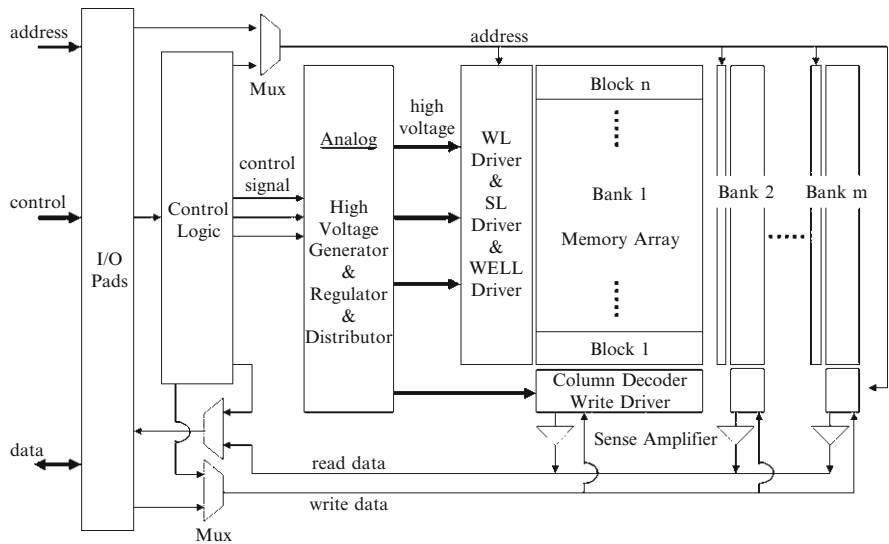 address
control
data
I/O
Pads
Control
Logic
Mux
control
signal
Analog
High
Voltage
Generator
&
Regulator
&
Distributor
high
voltage
address
WL
Driver
&
SL
Driver
&
WELL
Driver
Block n
Bank 1
Memory Array
Block 1
Bank 2
Bank m
Column Decoder
Write Driver
Sense Amplifier
read data
write data
Mux